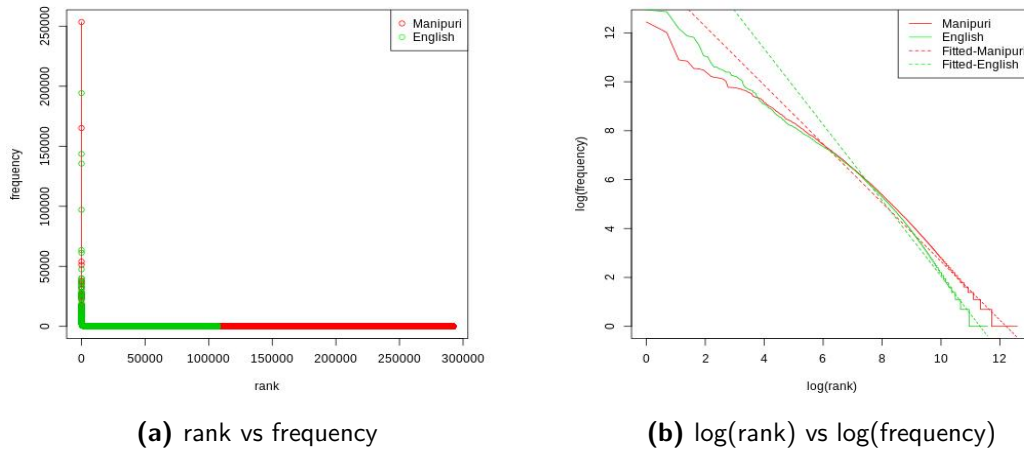 Manipuri
English
frequency
0
50000
100000
150000
200000
250000
0
50000
100000
150000
200000
250000
300000
rank
(a) rank vs frequency
Manipuri
English
Fitted-Manipuri
Fitted-English
log(frequency)
0
2
4
6
8
10
12
0
2
4
6
8
10
12
log(rank)
(b) log(rank) vs log(frequency)